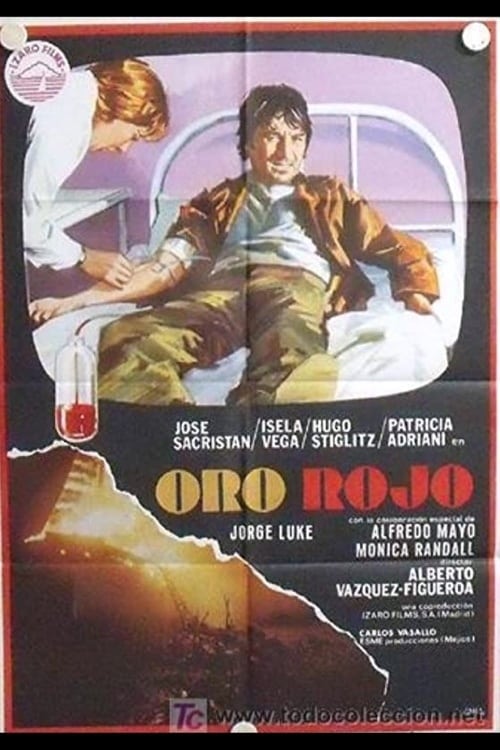 IZARO FILMS
JOSE SACRISTAN / ISELA VEGA / HUGO STIGLITZ / PATRICIA ADRIANI en
ORO ROJO
JORGE LUKE
con la colaboración especial de
ALFREDO MAYO
MONICA RANDALL
director
ALBERTO
VAZQUEZ-FIGUEROA
una coproducción
IZARO FILMS, S.A. (Madrid)
CARLOS VASALLO
ESME producciones (Mejico)
TC www.todocoleccion.net